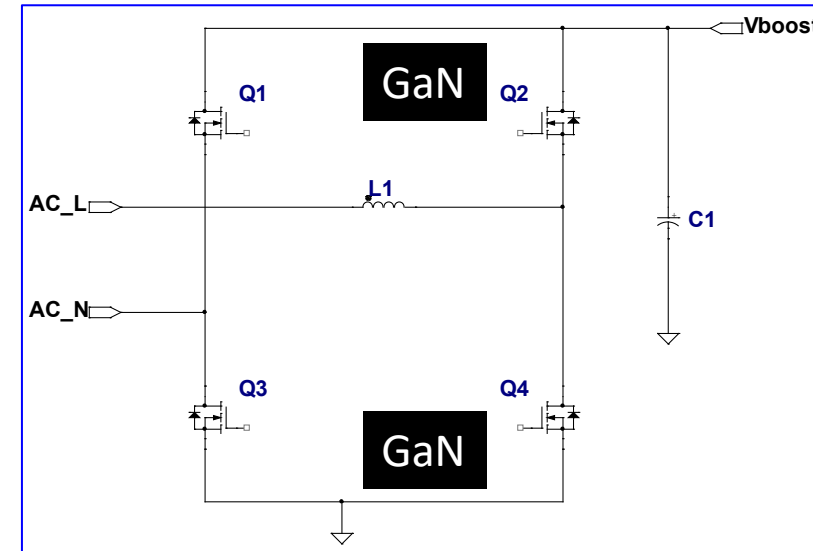 Vboost
GaN
Q1
Q2
L1
AC_L
C1
AC_N
Q3
Q4
GaN